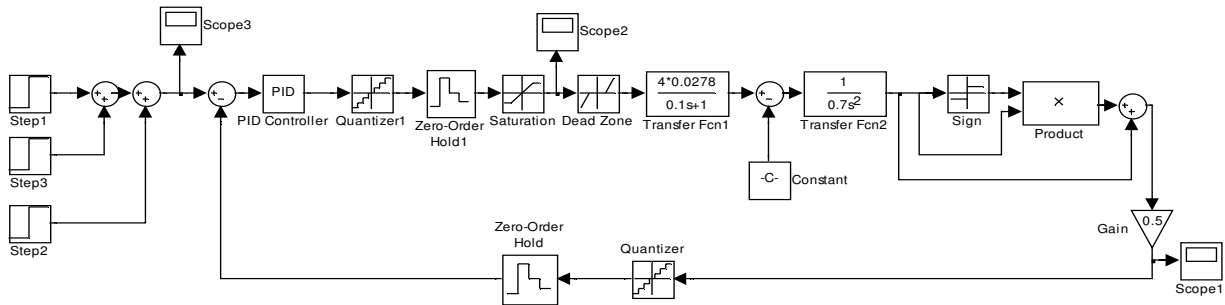 Scope3
Scope2
Step1
PID
PID Controller
Quantizer1
Zero-Order
Hold1
Saturation
Dead Zone
4*0.0278
0.1s+1
Transfer Fcn1
1
0.7s2
Transfer Fcn2
Sign
×
Product
Step3
-C-
Constant
Step2
Gain
0.5
Zero-Order
Hold
Quantizer
Scope1